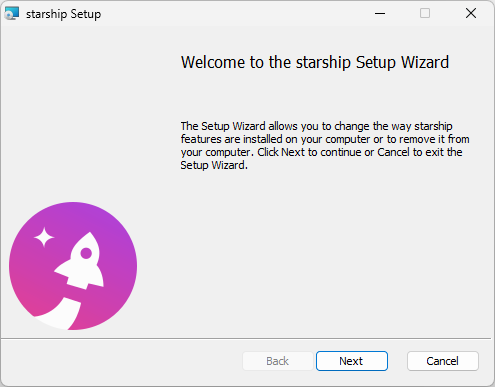 starship Setup
Welcome to the starship Setup Wizard
The Setup Wizard allows you to change the way starship
features are installed on your computer or to remove it from
your computer. Click Next to continue or Cancel to exit the
Setup Wizard.
Back
Next
Cancel